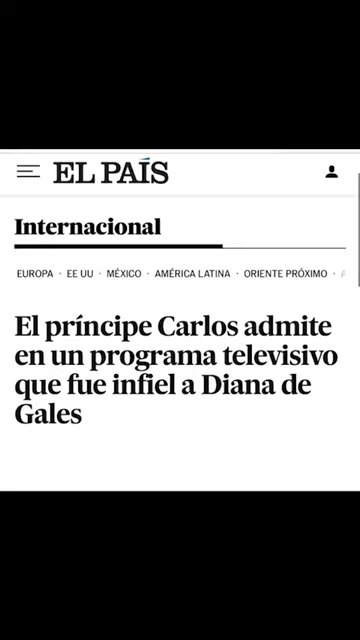 EL PAÍS
Internacional
EUROPA · EE UU · MÉXICO · AMÉRICA LATINA · ORIENTE PRÓXIMO ·
El príncipe Carlos admite
en un programa televisivo
que fue infiel a Diana de
Gales